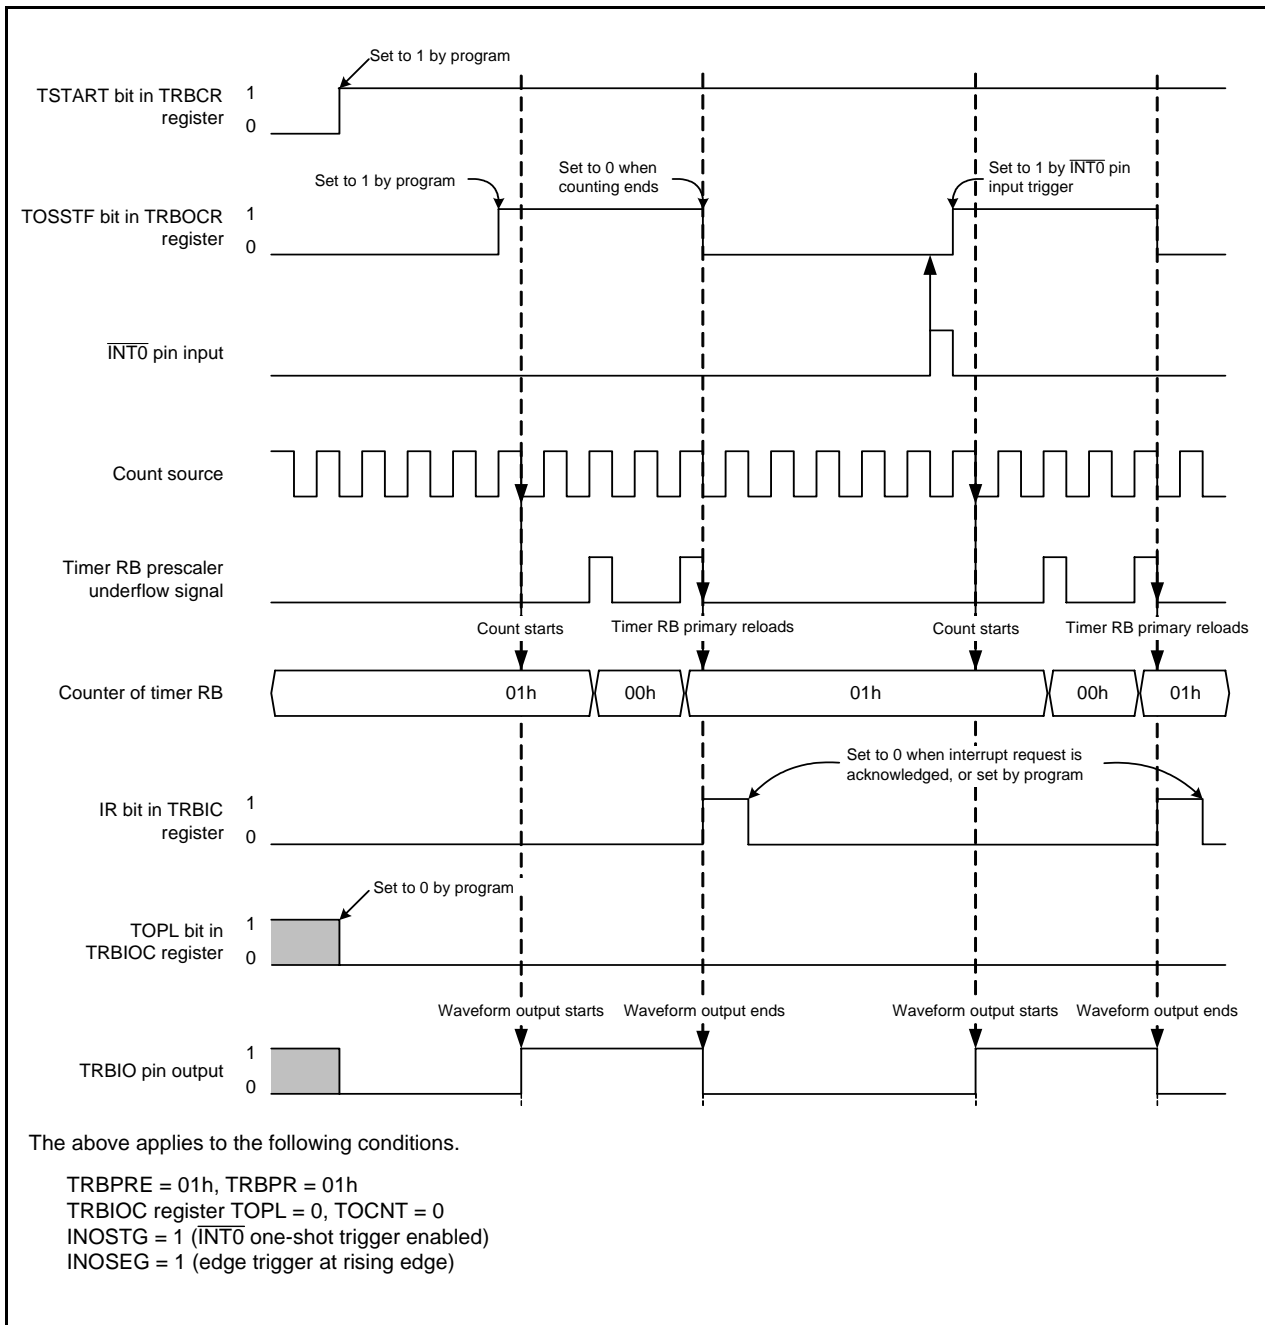 Set to 1 by program
TSTART bit in TRBCR
register
1
0
Set to 1 by program
Set to 0 when
counting ends
Set to 1 by I̅N̅T̅0̅ pin
input trigger
TOSSTF bit in TRBOCR
register
1
0
I̅N̅T̅0̅ pin input
Count source
Timer RB prescaler
underflow signal
Count starts
Timer RB primary reloads
Count starts
Timer RB primary reloads
Counter of timer RB
01h
00h
01h
00h
01h
Set to 0 when interrupt request is
acknowledged, or set by program
IR bit in TRBIC
register
1
0
Set to 0 by program
TOPL bit in
TRBIOC register
1
0
Waveform output starts
Waveform output ends
Waveform output starts
Waveform output ends
TRBIO pin output
1
0
The above applies to the following conditions.
TRBPRE = 01h, TRBPR = 01h
TRBIOC register TOPL = 0, TOCNT = 0
INOSTG = 1 (I̅N̅T̅0̅ one-shot trigger enabled)
INOSEG = 1 (edge trigger at rising edge)